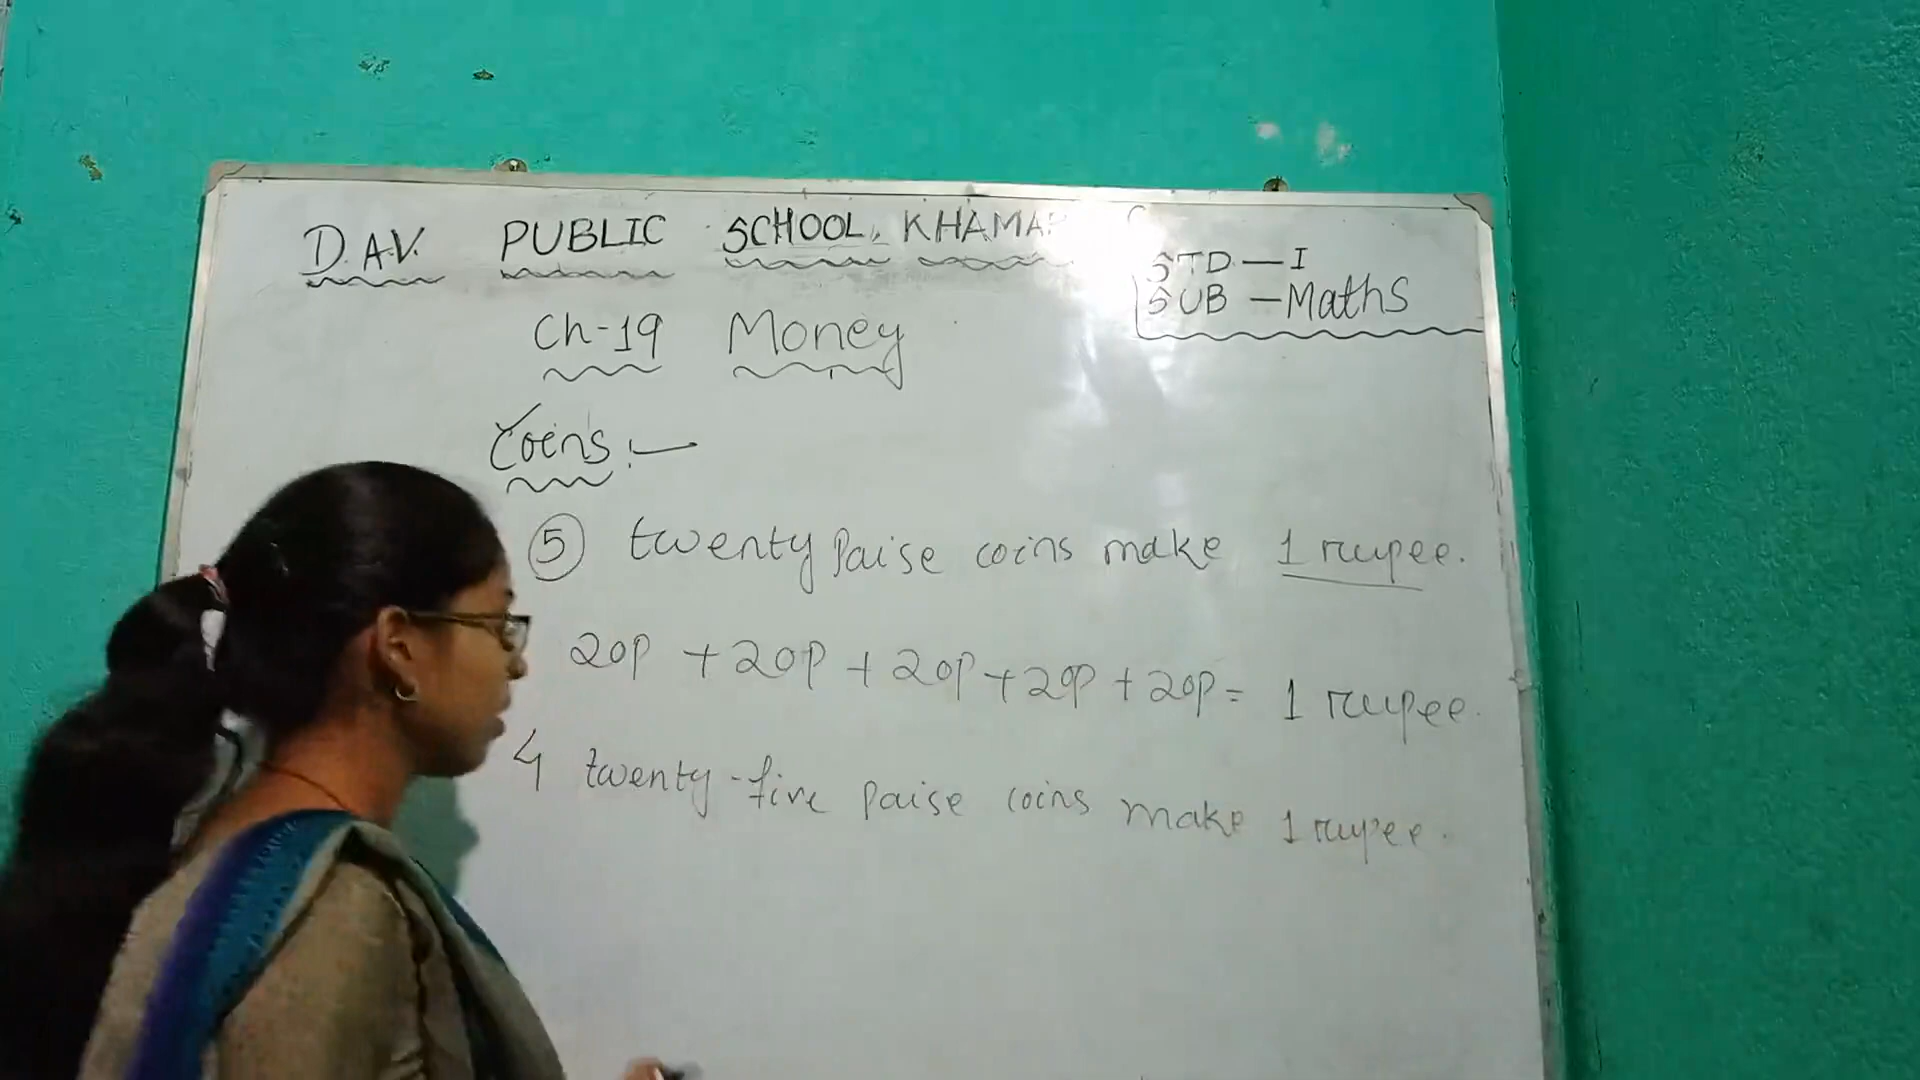 D.A.V. PUBLIC SCHOOL, KHAMAR
STD — I
SUB — Maths
Ch-19 Money
Coins :—
5 twenty paise coins make 1 rupee.
20p + 20p + 20p + 20p + 20p = 1 rupee.
4 twenty-five paise coins make 1 rupee.